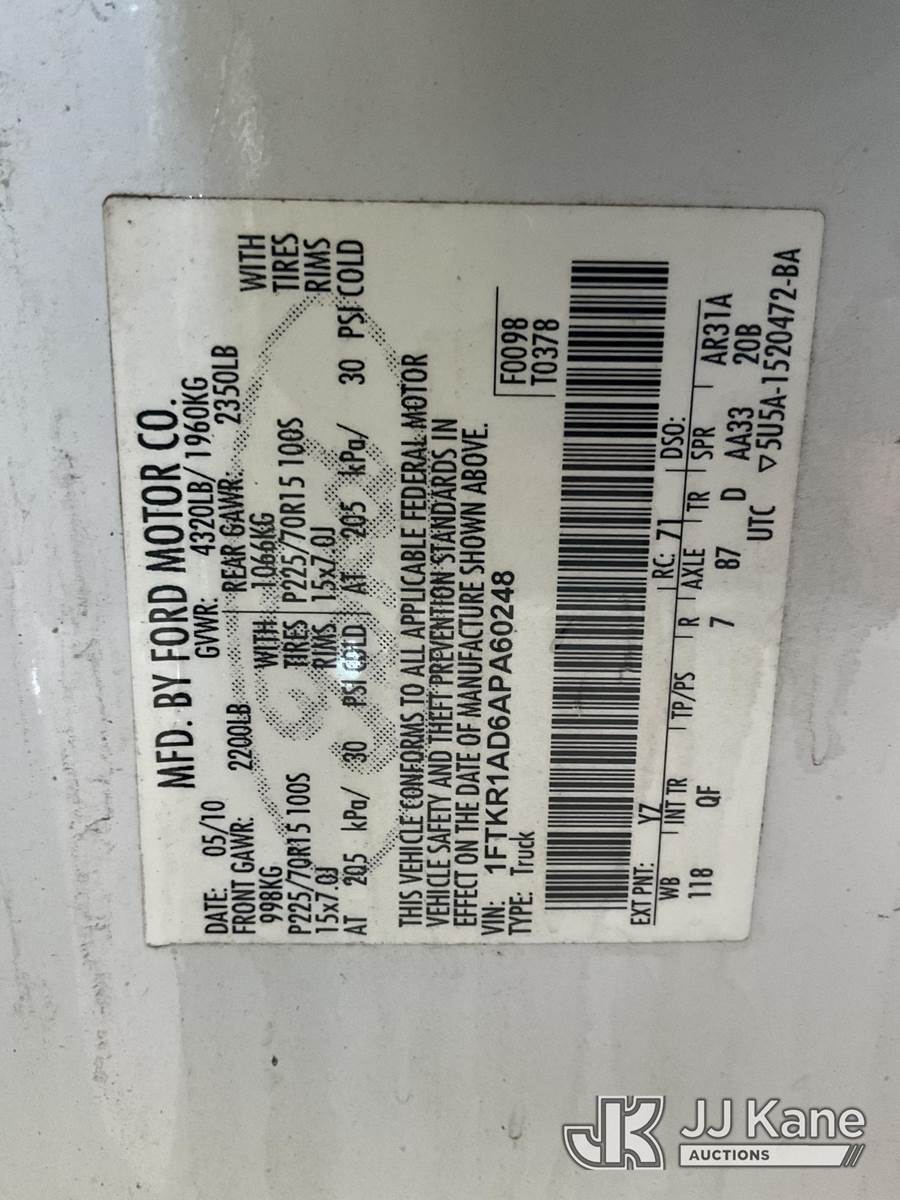 MFD. BY FORD MOTOR CO.
DATE: 05/10 GVWR: 4320LB/ 1960KG
FRONT GAWR: 2200LB REAR GAWR: 2350LB
998KG WITH 1066KG WITH
P225/70R15 100S TIRES P225/70R15 100S TIRES
15x7.0J RIMS 15x7.0J RIMS
AT 205 kPa/ 30 PSI COLD AT 205 kPa/ 30 PSI COLD
THIS VEHICLE CONFORMS TO ALL APPLICABLE FEDERAL MOTOR
VEHICLE SAFETY AND THEFT PREVENTION STANDARDS IN
EFFECT ON THE DATE OF MANUFACTURE SHOWN ABOVE.
VIN: 1FTKR1AD6APA60248 F0098
TYPE: Truck T0378
EXT PNT: YZ RC: 71 DSO:
WB INT TR TP/PS R AXLE TR SPR AR31A
118 QF 7 87 D AA33 20B
UTC ▽5U5A-1520472-BA
JK JJ Kane
AUCTIONS